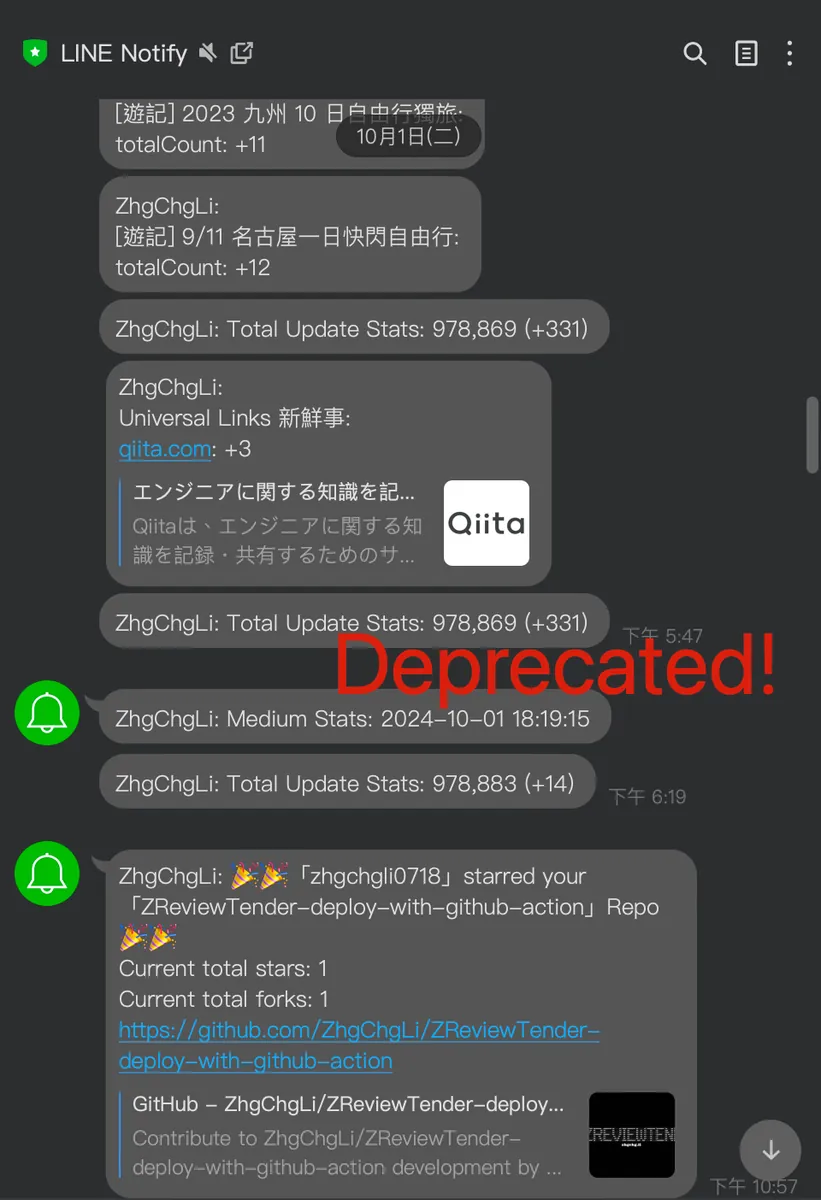 LINE Notify
[遊記] 2023 九州 10 日自由行獨旅:
totalCount: +11
10月1日(二)
ZhgChgLi:
[遊記] 9/11 名古屋一日快閃自由行:
totalCount: +12
ZhgChgLi: Total Update Stats: 978,869 (+331)
ZhgChgLi:
Universal Links 新鮮事:
qiita.com: +3
エンジニアに関する知識を記...
Qiitaは、エンジニアに関する知
識を記録・共有するためのサ...
Qiita
ZhgChgLi: Total Update Stats: 978,869 (+331)
下午 5:47
Deprecated!
ZhgChgLi: Medium Stats: 2024-10-01 18:19:15
ZhgChgLi: Total Update Stats: 978,883 (+14)
下午 6:19
ZhgChgLi: 🎉🎉「zhgchgli0718」starred your
「ZReviewTender-deploy-with-github-action」Repo
🎉🎉
Current total stars: 1
Current total forks: 1
https://github.com/ZhgChgLi/ZReviewTender-
deploy-with-github-action
GitHub - ZhgChgLi/ZReviewTender-deploy...
Contribute to ZhgChgLi/ZReviewTender-
deploy-with-github-action development by ...
ZREVIEWTEN
下午 10:57